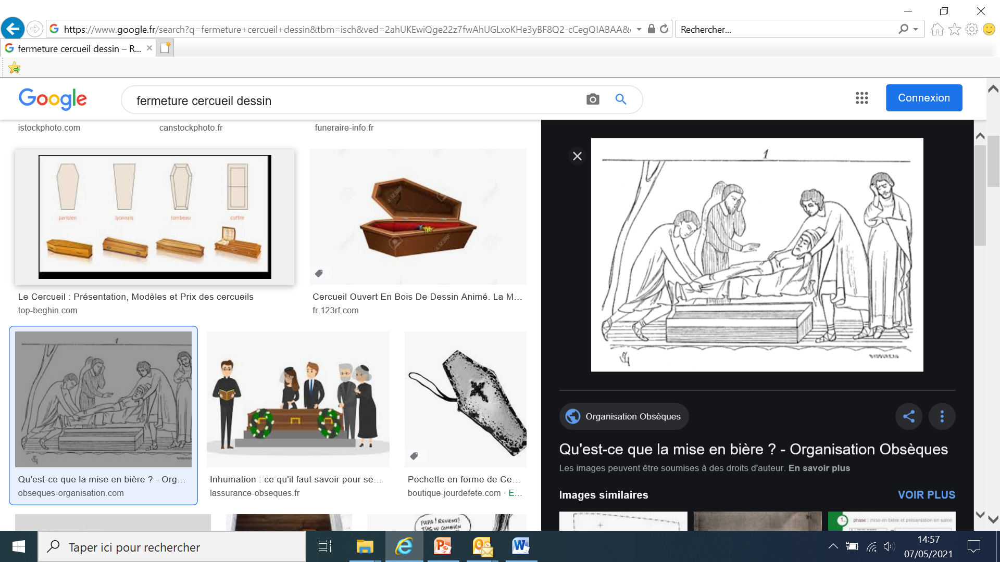 https://www.google.fr/search?q=fermeture+cercueil+dessin&tbm=isch&ved=2ahUKEwiQge22z7fwAhUGLxoKHe3yBF8Q2-cCegQIABAA&
Rechercher...
fermeture cercueil dessin – R...
Google
fermeture cercueil dessin
Connexion
istockphoto.com
canstockphoto.fr
funeraire-info.fr
parisien
lyonnais
tombeau
coffre
Le Cercueil : Présentation, Modèles et Prix des cercueils
top-beghin.com
Cercueil Ouvert En Bois De Dessin Animé. La M...
fr.123rf.com
1
Qu'est-ce que la mise en bière ? - Org...
obseques-organisation.com
Inhumation : ce qu'il faut savoir pour se...
lassurance-obseques.fr
Pochette en forme de Ce...
boutique-jourdefete.com · E...
PAPA! REVIENS!
T'AS VU COMBIEN
1
Organisation Obsèques
Qu'est-ce que la mise en bière ? - Organisation Obsèques
Les images peuvent être soumises à des droits d'auteur. En savoir plus
Images similaires
VOIR PLUS
1
phase : mise en bière et présentation en salon
Taper ici pour rechercher
14:57
07/05/2021